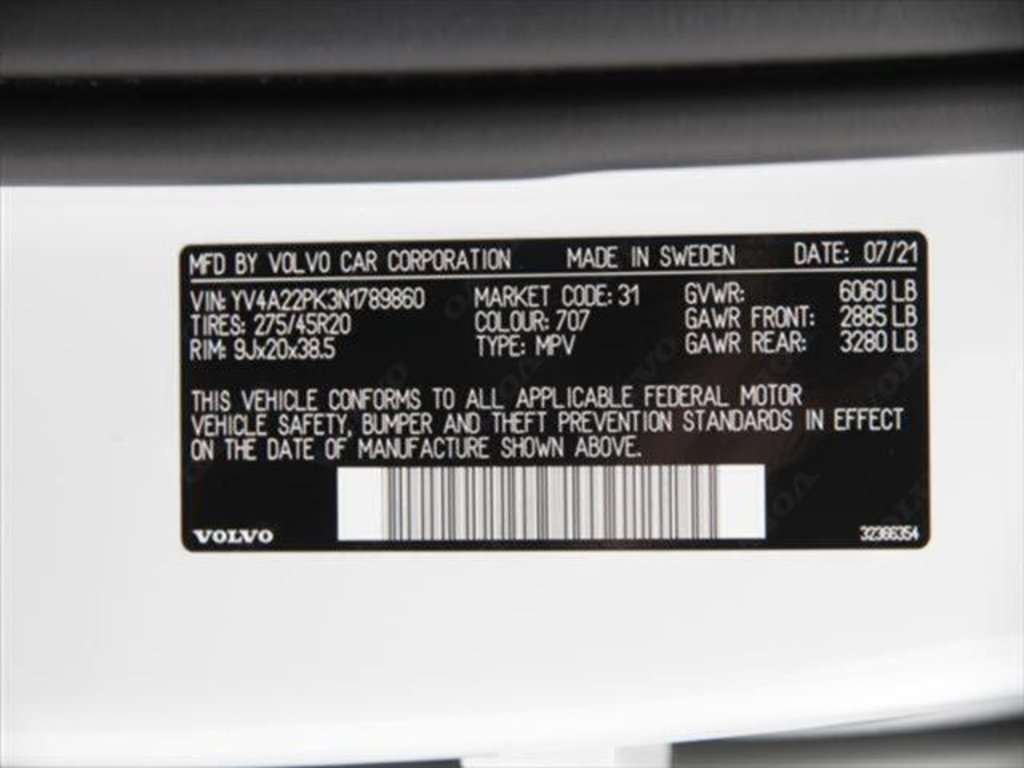 MFD BY VOLVO CAR CORPORATION MADE IN SWEDEN DATE: 07/21
VIN: YV4A22PK3N1789860 MARKET CODE: 31 GVWR: 6060 LB
TIRES: 275/45R20 COLOUR: 707 GAWR FRONT: 2885 LB
RIM: 9Jx20x38.5 TYPE: MPV GAWR REAR: 3280 LB
THIS VEHICLE CONFORMS TO ALL APPLICABLE FEDERAL MOTOR
VEHICLE SAFETY, BUMPER AND THEFT PREVENTION STANDARDS IN EFFECT
ON THE DATE OF MANUFACTURE SHOWN ABOVE.
VOLVO 32366354